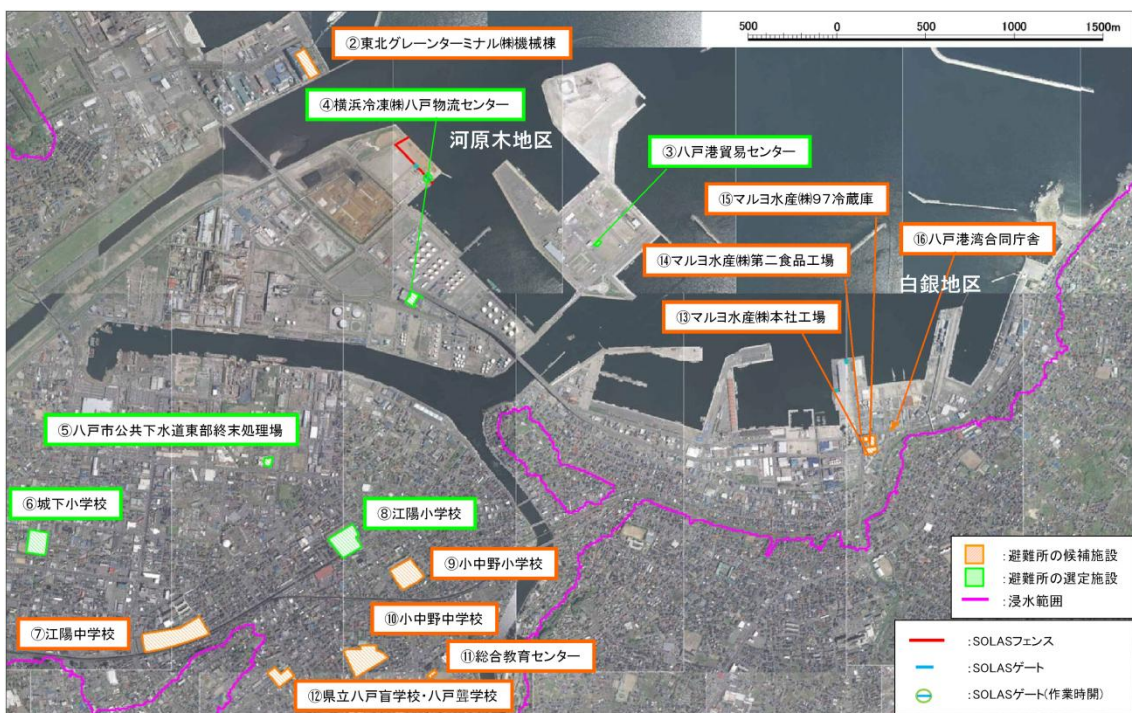 500 0 500 1000 1500m
②東北グレーンターミナル㈱機械棟
④横浜冷凍㈱八戸物流センター
河原木地区
③八戸港貿易センター
⑮マルヨ水産㈱97冷蔵庫
⑯八戸港湾合同庁舎
⑭マルヨ水産㈱第二食品工場
白銀地区
⑬マルヨ水産㈱本社工場
⑤八戸市公共下水道東部終末処理場
⑥城下小学校
⑧江陽小学校
⑨小中野小学校
⑩小中野中学校
⑦江陽中学校
⑪総合教育センター
⑫県立八戸盲学校・八戸聾学校
:避難所の候補施設
:避難所の選定施設
:浸水範囲
:SOLASフェンス
:SOLASゲート
:SOLASゲート(作業時開)